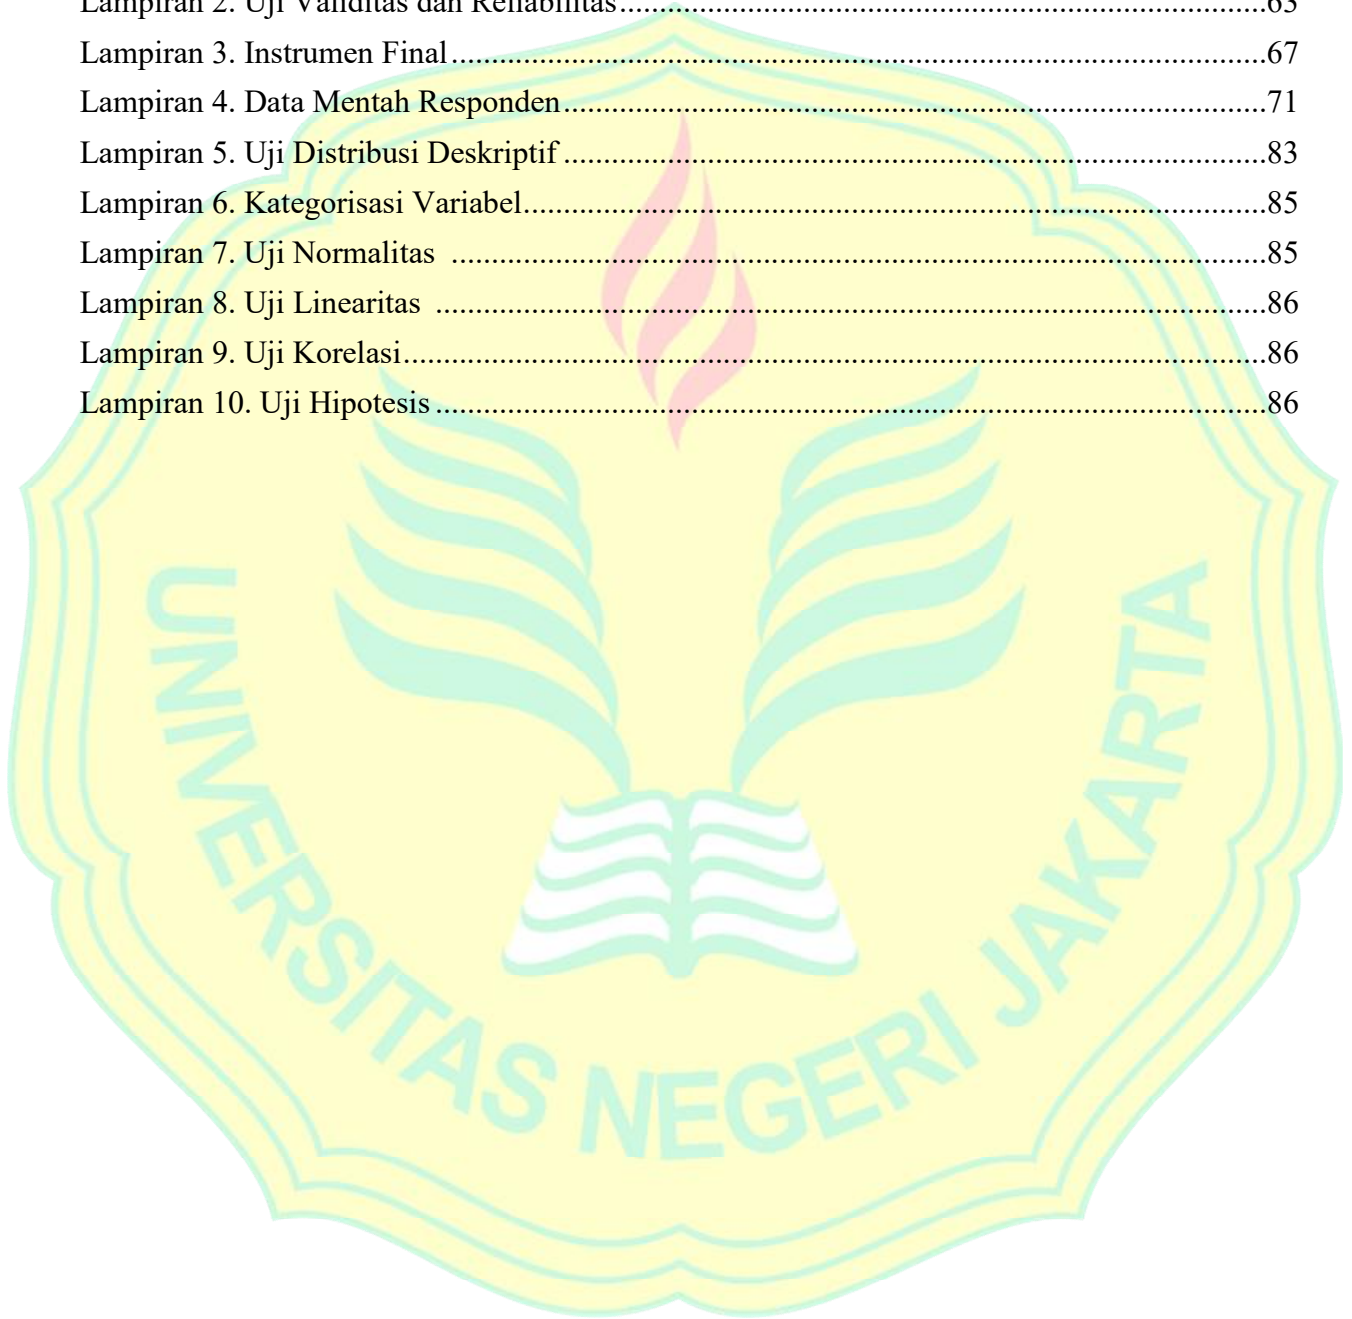 Lampiran 2. Uji Validitas dan Reliabilitas..........63
Lampiran 3. Instrumen Final..........67
Lampiran 4. Data Mentah Responden..........71
Lampiran 5. Uji Distribusi Deskriptif..........83
Lampiran 6. Kategorisasi Variabel..........85
Lampiran 7. Uji Normalitas ..........85
Lampiran 8. Uji Linearitas ..........86
Lampiran 9. Uji Korelasi..........86
Lampiran 10. Uji Hipotesis..........86
UNIVERSITAS NEGERI JAKARTA